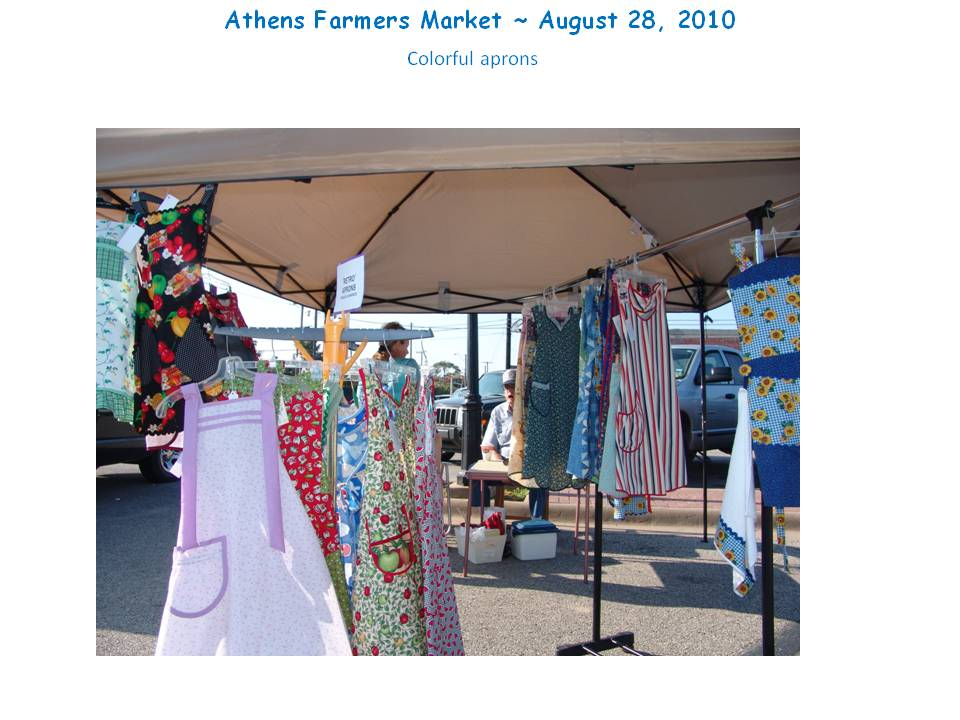 Athens Farmers Market ~ August 28, 2010
Colorful aprons
'RETRO'
APRONS